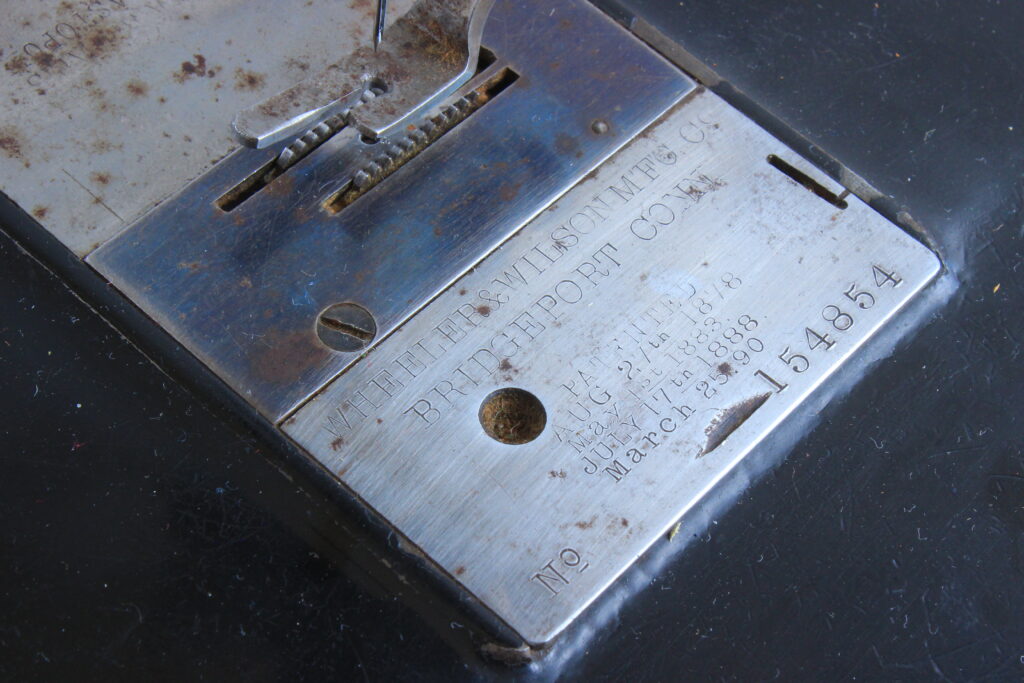 WHEELER&WILSON MFG. CO
BRIDGEPORT CONN
PATENTED
AUG 27th 1878
May 1st 1883
JULY 17th 1888
March 25.90
No 154854